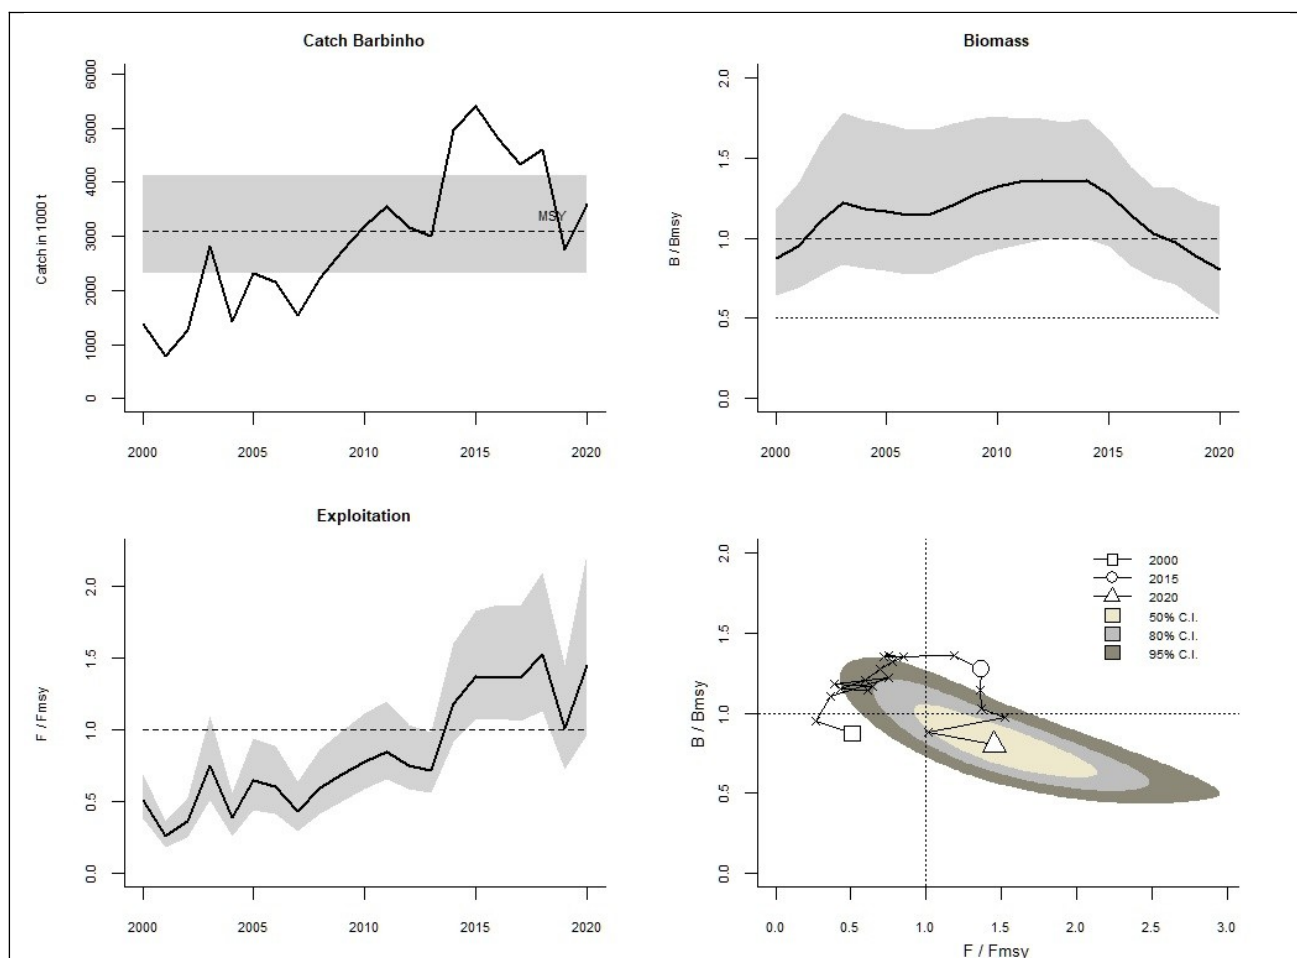 Catch Barbinho
Catch in 1000 t
6000
5000
4000
3000
2000
1000
0
MSY
2000 2005 2010 2015 2020
Biomass
B / Bmsy
2.0
1.5
1.0
0.5
0.0
2000 2005 2010 2015 2020
Exploitation
F / Fmsy
2.0
1.5
1.0
0.5
0.0
2000 2005 2010 2015 2020
B / Bmsy
2.0
1.5
1.0
0.5
0.0
2000
2015
2020
50% C.I.
80% C.I.
95% C.I.
0.0 0.5 1.0 1.5 2.0 2.5 3.0
F / Fmsy